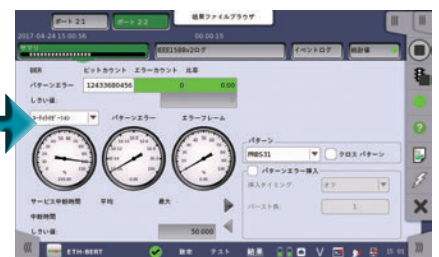 結果ファイルブラウザ
ポート 2:1
ポート 2:2
2017-04-24 15:00:56
00:00:15
サマリ
IEEE1588v2ログ
イベントログ
統計値
BER
ビットカウント
エラーカウント
比率
パターンエラー
12433680456
0
0.00
しきい値:
パターンエラー
エラーフレーム
パターン
PRBS31
クロス パターン
パターンエラー挿入
挿入タイミング
オフ
バースト長:
1
サービス中断時間
平均
最大
中断時間
しきい値:
50.000
ETH-BERT
設定
テスト
結果
15:01